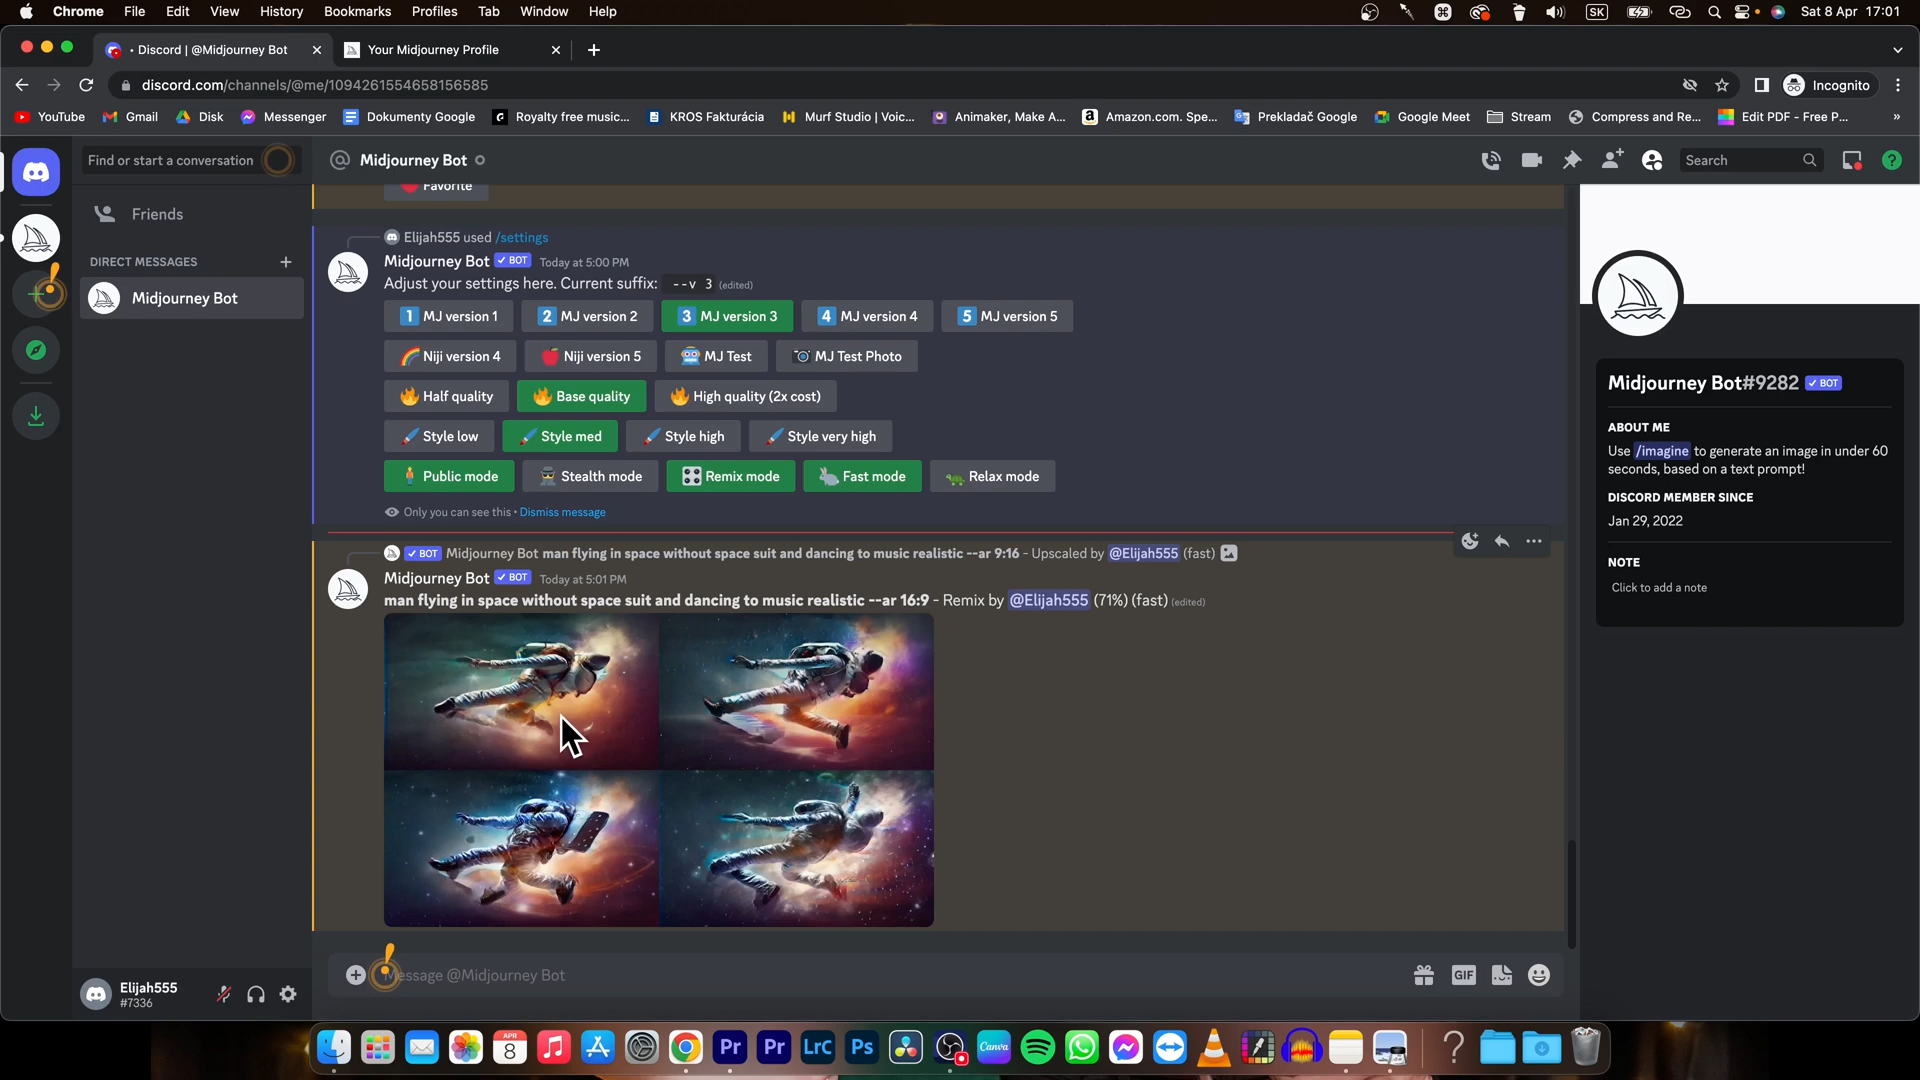 Chrome File Edit View History Bookmarks Profiles Tab Window Help SK Sat 8 Apr 17:01
• Discord | @Midjourney Bot Your Midjourney Profile
discord.com/channels/@me/1094261554658156585 Incognito
YouTube Gmail Disk Messenger Dokumenty Google Royalty free music... KROS Fakturácia Murf Studio | Voic... Animaker, Make A... Amazon.com. Spe... Prekladač Google Google Meet Stream Compress and Re... Edit PDF - Free P... »
Find or start a conversation
Midjourney Bot
Search
Friends
DIRECT MESSAGES
Midjourney Bot
Favorite
Elijah555 used /settings
Midjourney Bot BOT Today at 5:00 PM
Adjust your settings here. Current suffix: --v 3 (edited)
1 MJ version 1 2 MJ version 2 3 MJ version 3 4 MJ version 4 5 MJ version 5
Niji version 4 Niji version 5 MJ Test MJ Test Photo
Half quality Base quality High quality (2x cost)
Style low Style med Style high Style very high
Public mode Stealth mode Remix mode Fast mode Relax mode
Only you can see this • Dismiss message
BOT Midjourney Bot man flying in space without space suit and dancing to music realistic --ar 9:16 - Upscaled by @Elijah555 (fast)
Midjourney Bot BOT Today at 5:01 PM
man flying in space without space suit and dancing to music realistic --ar 16:9 - Remix by @Elijah555 (71%) (fast) (edited)
Message @Midjourney Bot
GIF
Midjourney Bot#9282 BOT
ABOUT ME
Use /imagine to generate an image in under 60
seconds, based on a text prompt!
DISCORD MEMBER SINCE
Jan 29, 2022
NOTE
Click to add a note
Elijah555
#7336
APR
8
Pr Pr LrC Ps Canva